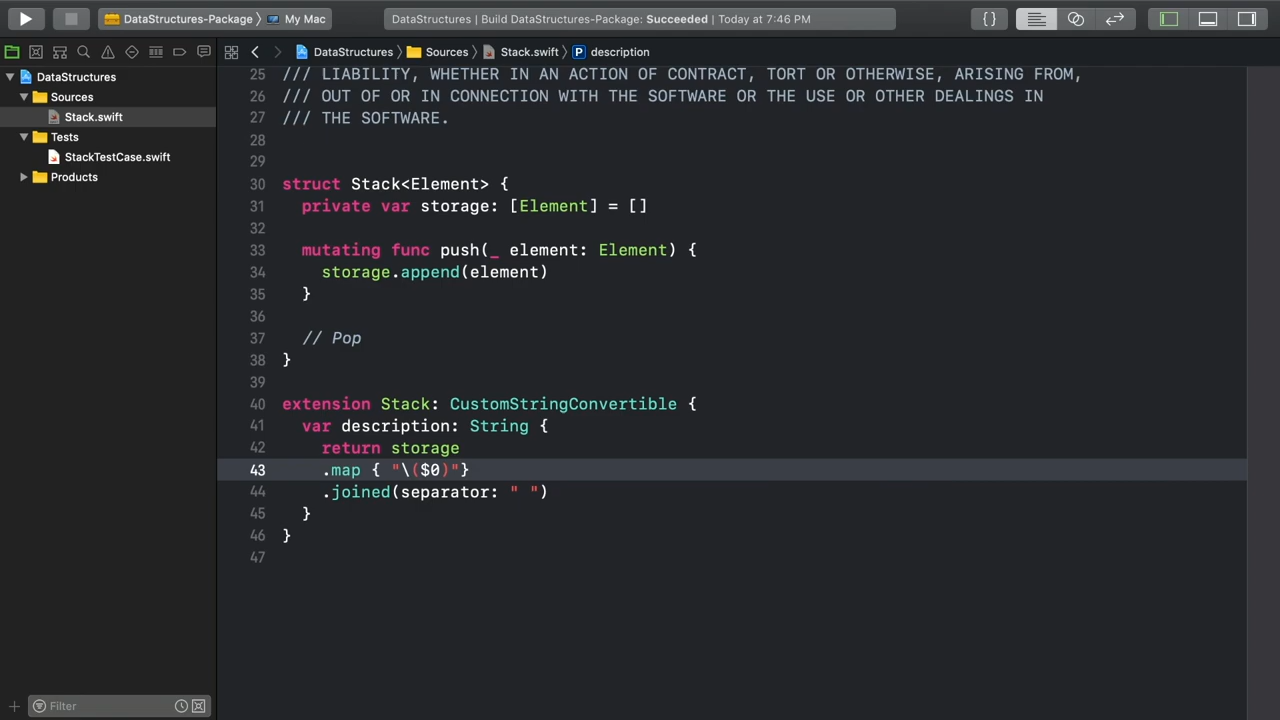 DataStructures-Package 〉 My Mac
DataStructures | Build DataStructures-Package: Succeeded | Today at 7:46 PM
{ }
DataStructures 〉 Sources 〉 Stack.swift 〉 P description
DataStructures
Sources
Stack.swift
Tests
StackTestCase.swift
Products
25 /// LIABILITY, WHETHER IN AN ACTION OF CONTRACT, TORT OR OTHERWISE, ARISING FROM,
26 /// OUT OF OR IN CONNECTION WITH THE SOFTWARE OR THE USE OR OTHER DEALINGS IN
27 /// THE SOFTWARE.
28
29
30 struct Stack<Element> {
31   private var storage: [Element] = []
32
33   mutating func push(_ element: Element) {
34     storage.append(element)
35   }
36
37   // Pop
38 }
39
40 extension Stack: CustomStringConvertible {
41   var description: String {
42     return storage
43     .map { "\($0)"}
44     .joined(separator: " ")
45   }
46 }
47
Filter